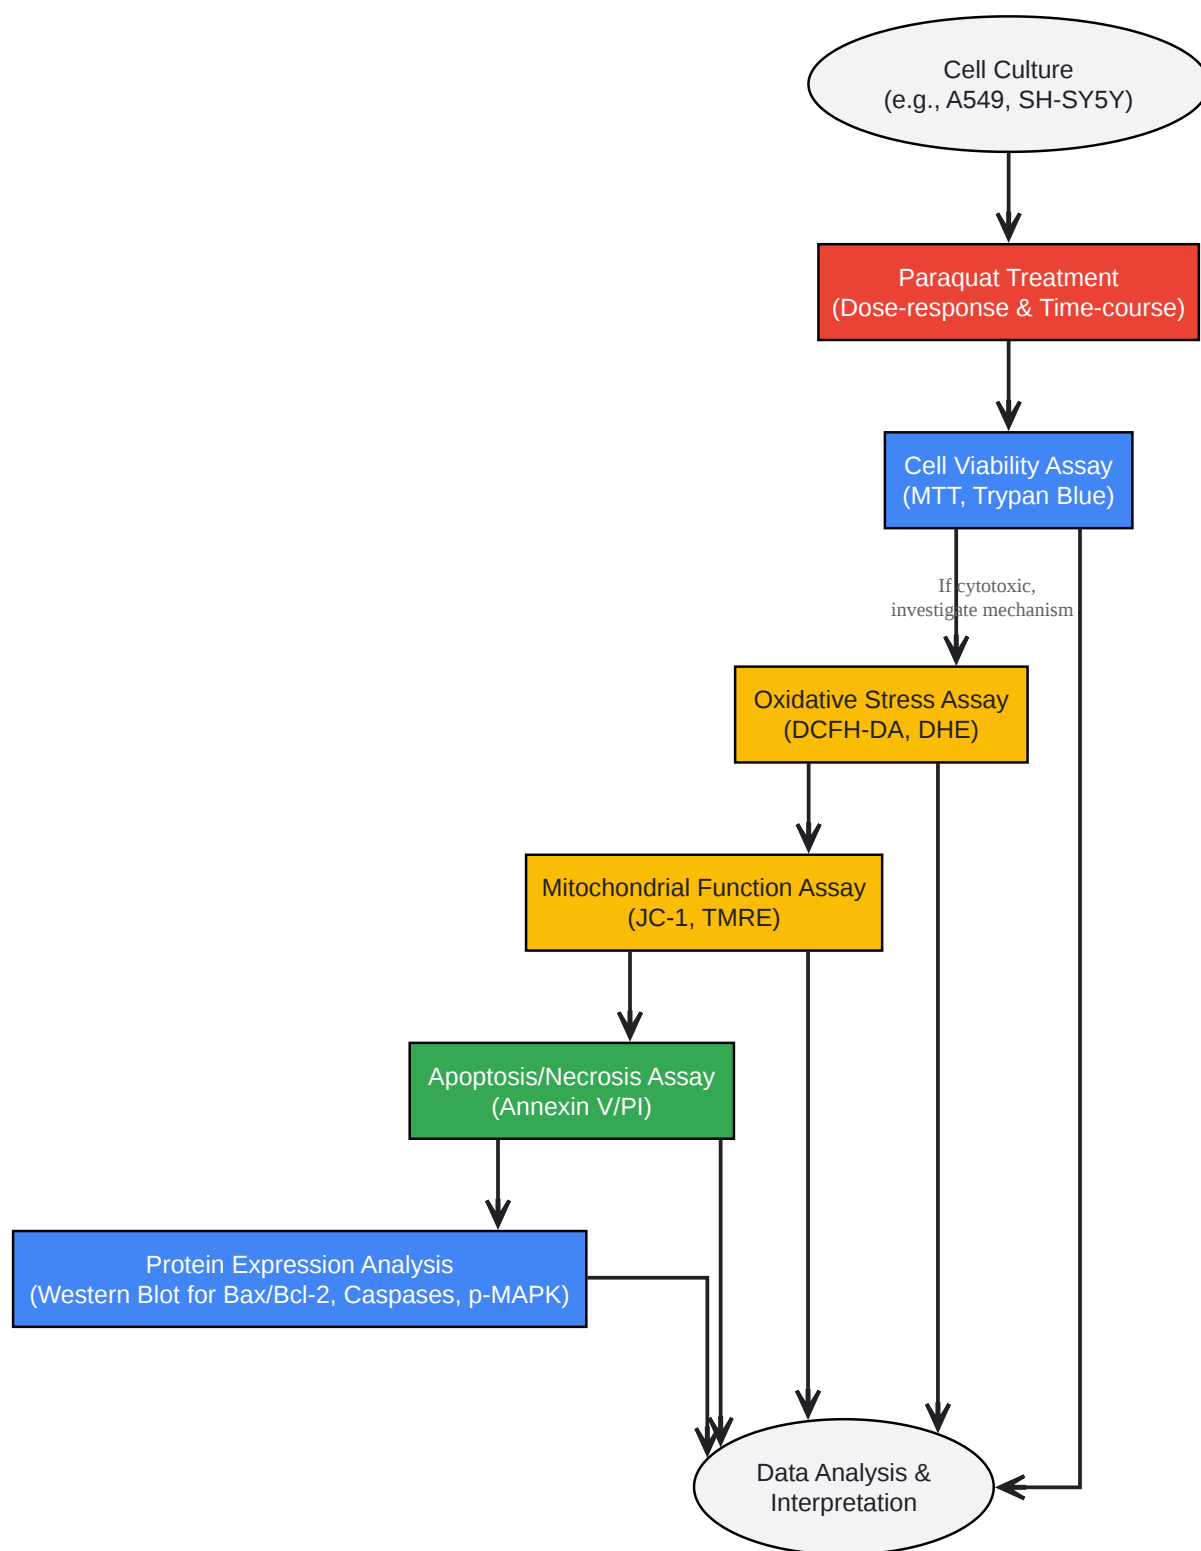 Cell Culture
(e.g., A549, SH-SY5Y)
Paraquat Treatment
(Dose-response & Time-course)
Cell Viability Assay
(MTT, Trypan Blue)
If cytotoxic,
investigate mechanism
Oxidative Stress Assay
(DCFH-DA, DHE)
Mitochondrial Function Assay
(JC-1, TMRE)
Apoptosis/Necrosis Assay
(Annexin V/PI)
Protein Expression Analysis
(Western Blot for Bax/Bcl-2, Caspases, p-MAPK)
Data Analysis &
Interpretation